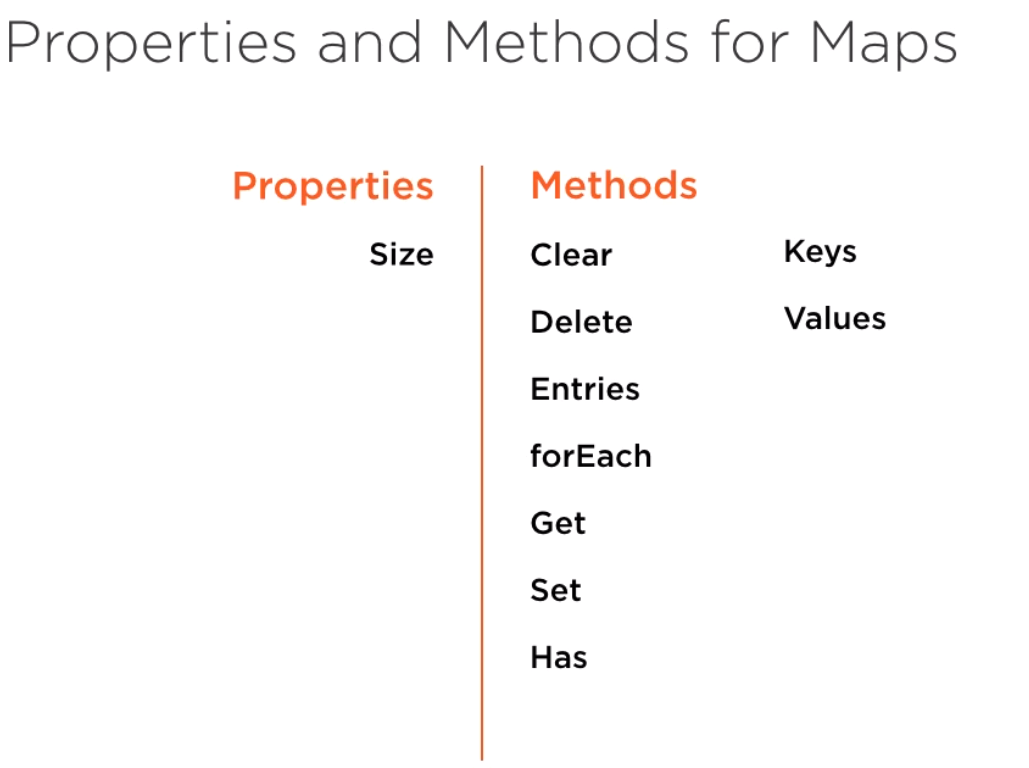 Properties and Methods for Maps
Properties
Size
Methods
Clear
Delete
Entries
forEach
Get
Set
Has
Keys
Values